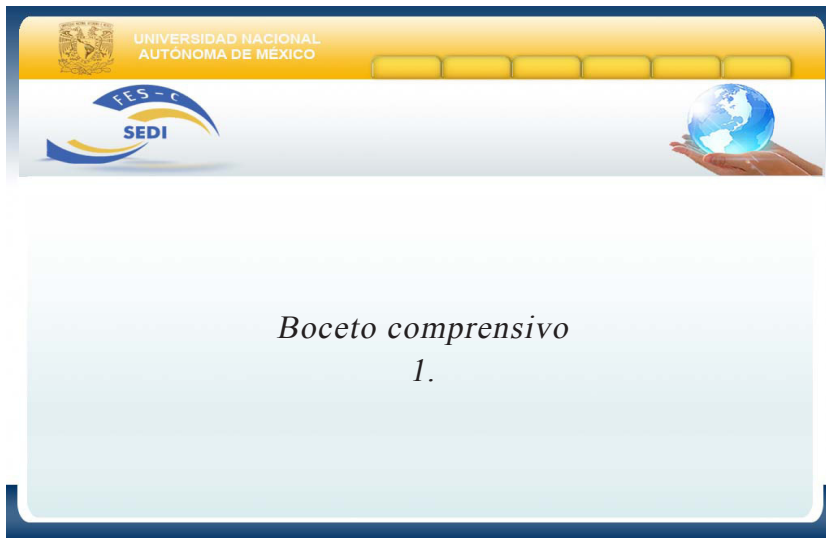 UNIVERSIDAD NACIONAL
AUTÓNOMA DE MÉXICO
FES-C
SEDI
Boceto comprensivo
1.